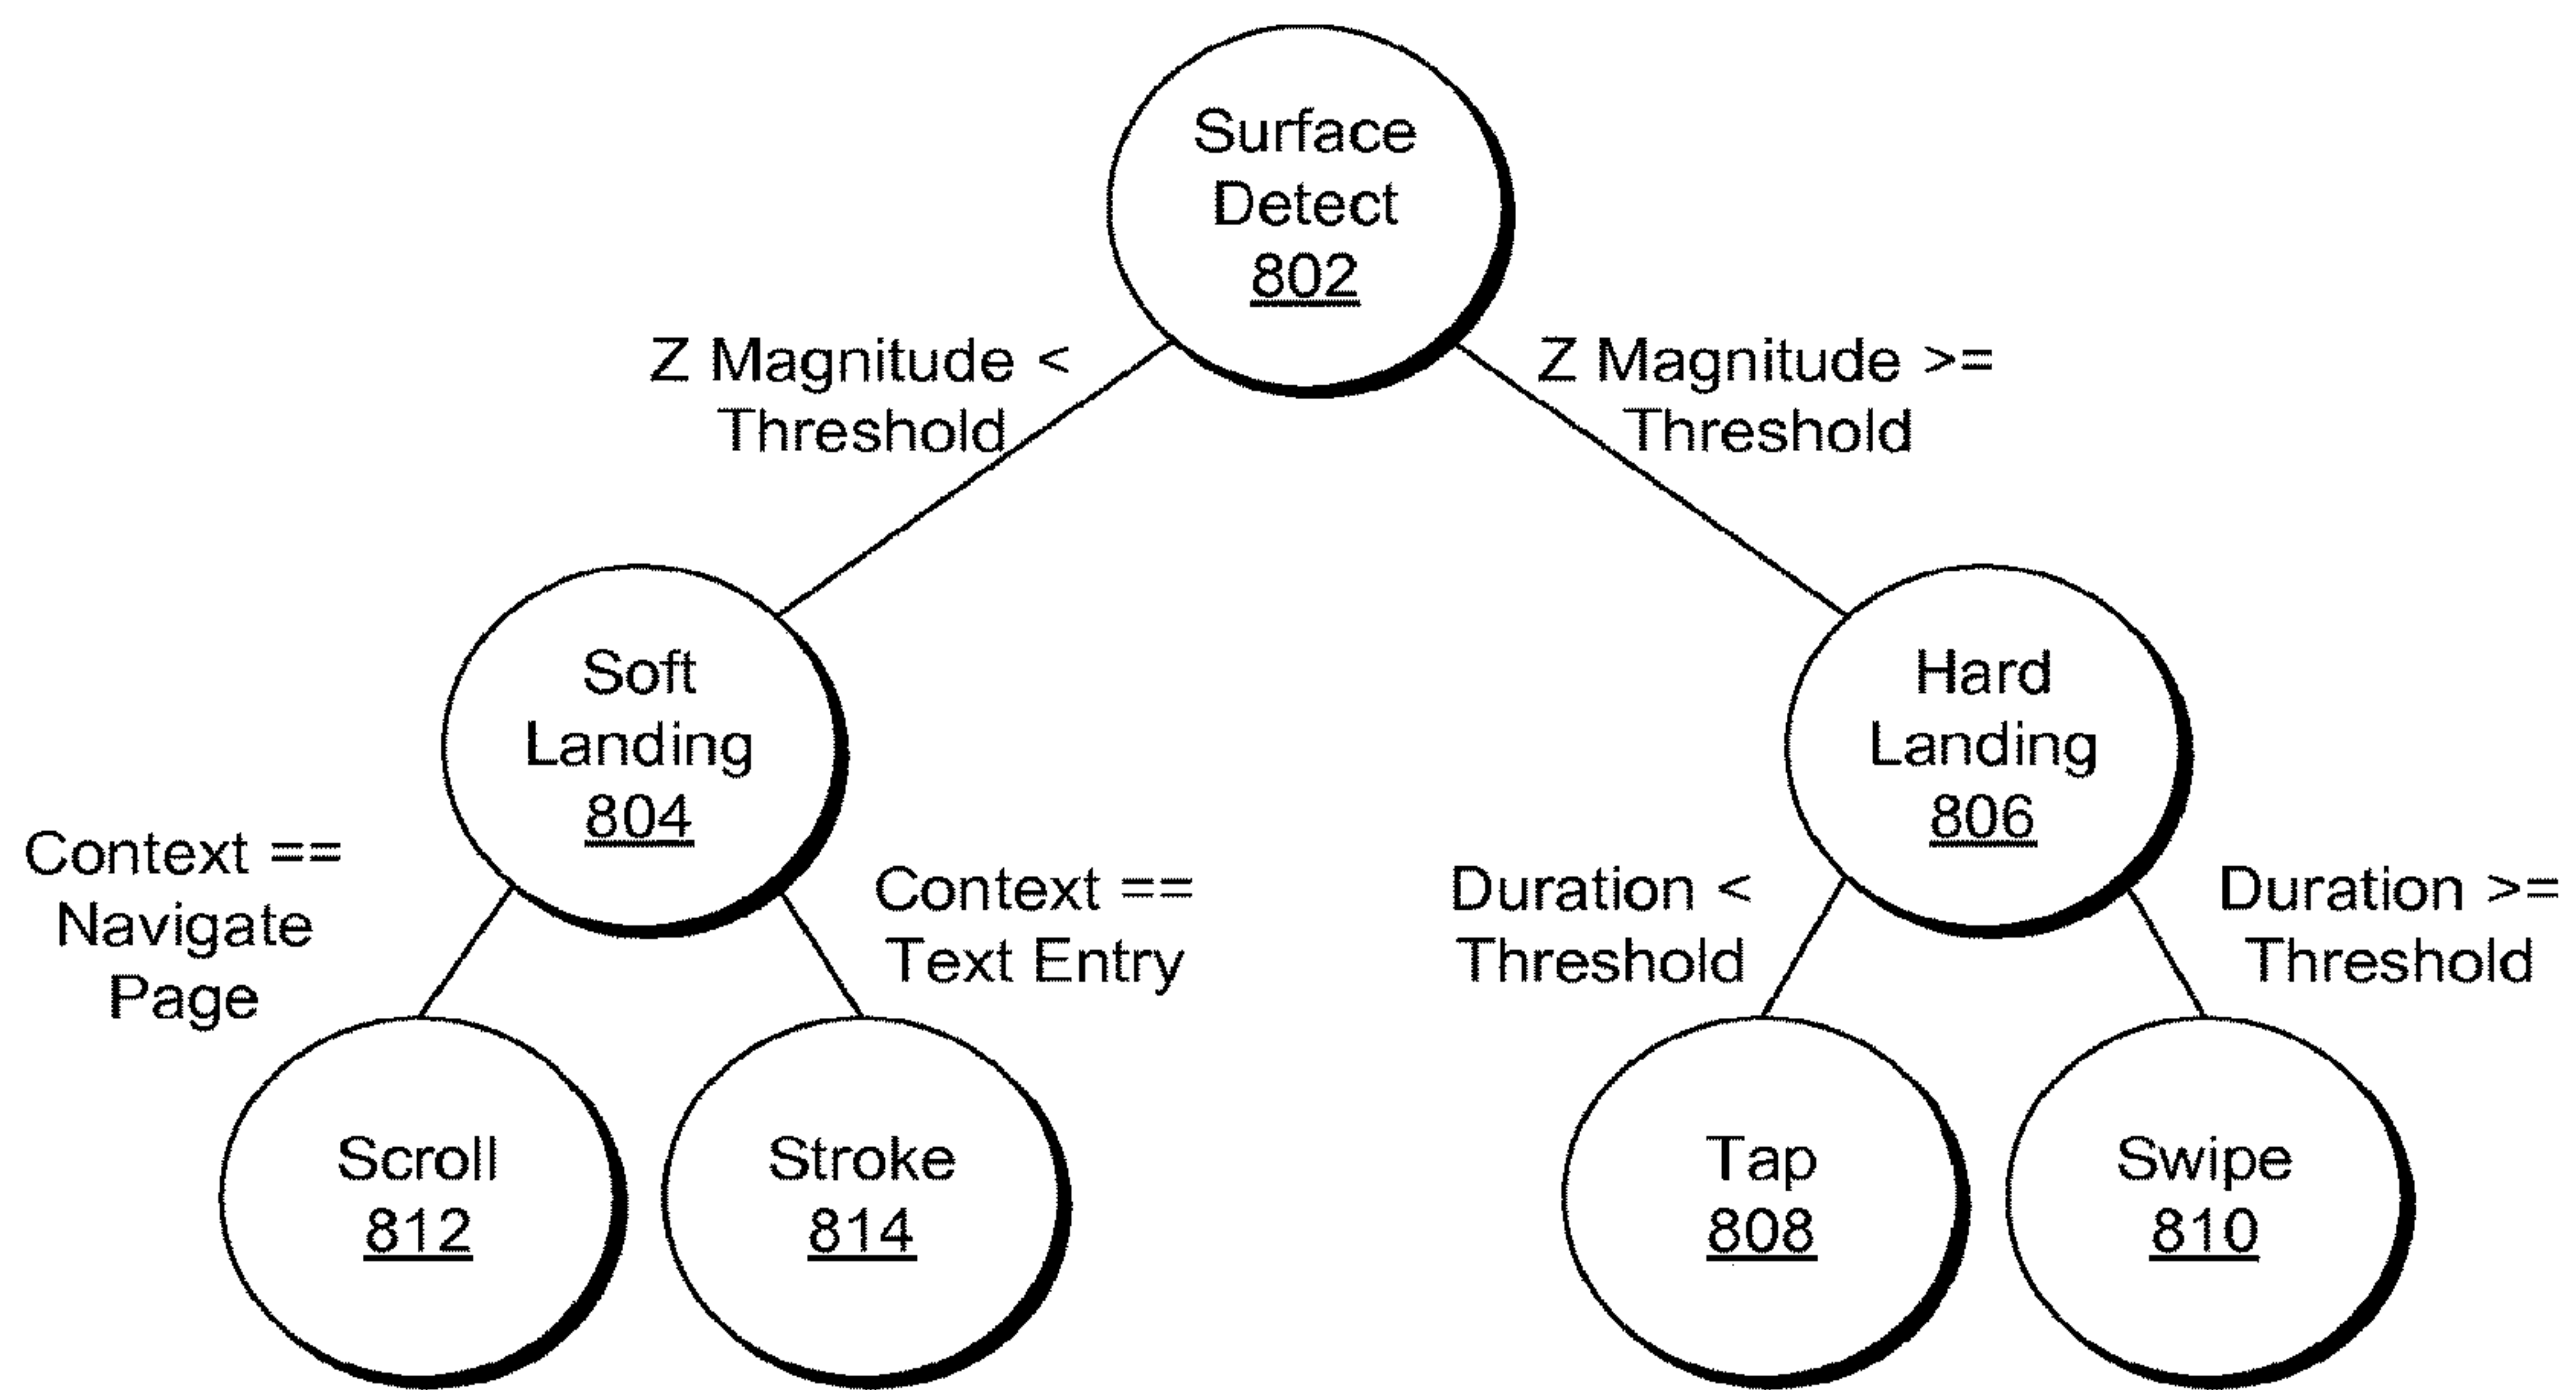 Surface
Detect
802
Z Magnitude <
Threshold
Z Magnitude >=
Threshold
Soft
Landing
804
Hard
Landing
806
Context ==
Navigate
Page
Context ==
Text Entry
Duration <
Threshold
Duration >=
Threshold
Scroll
812
Stroke
814
Tap
808
Swipe
810